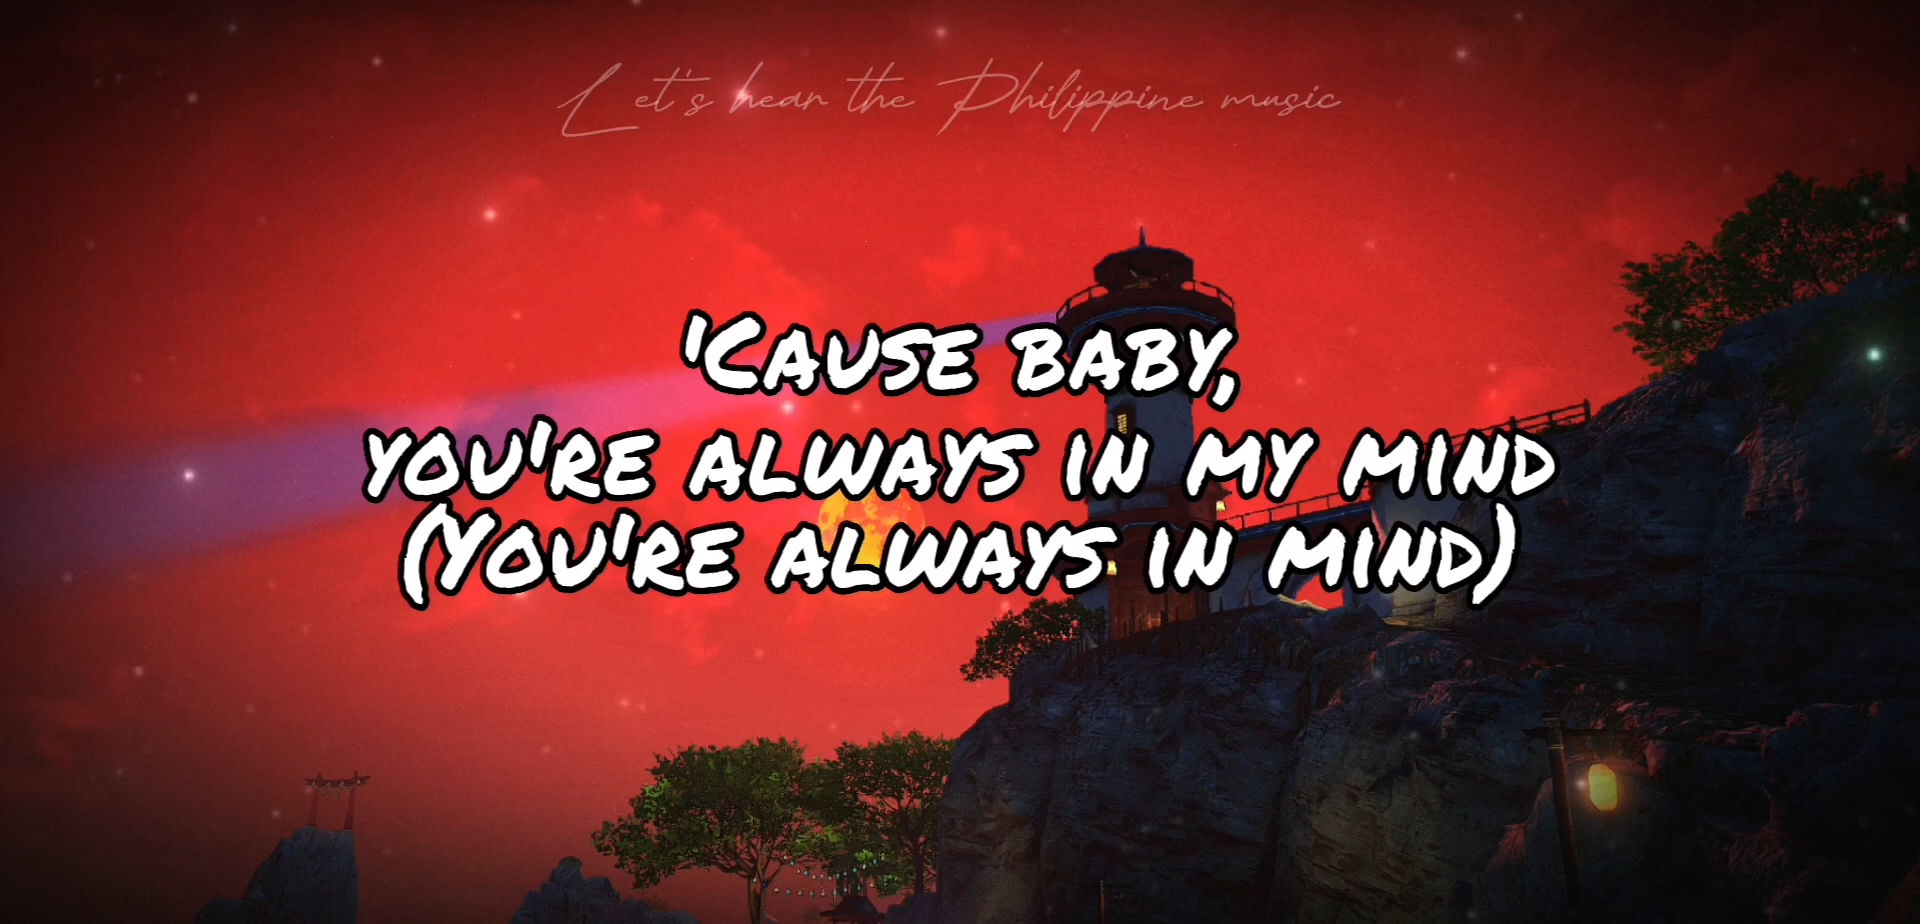 Let's hear the Philippine music
'Cause baby,
you're always in my mind
(You're always in mind)